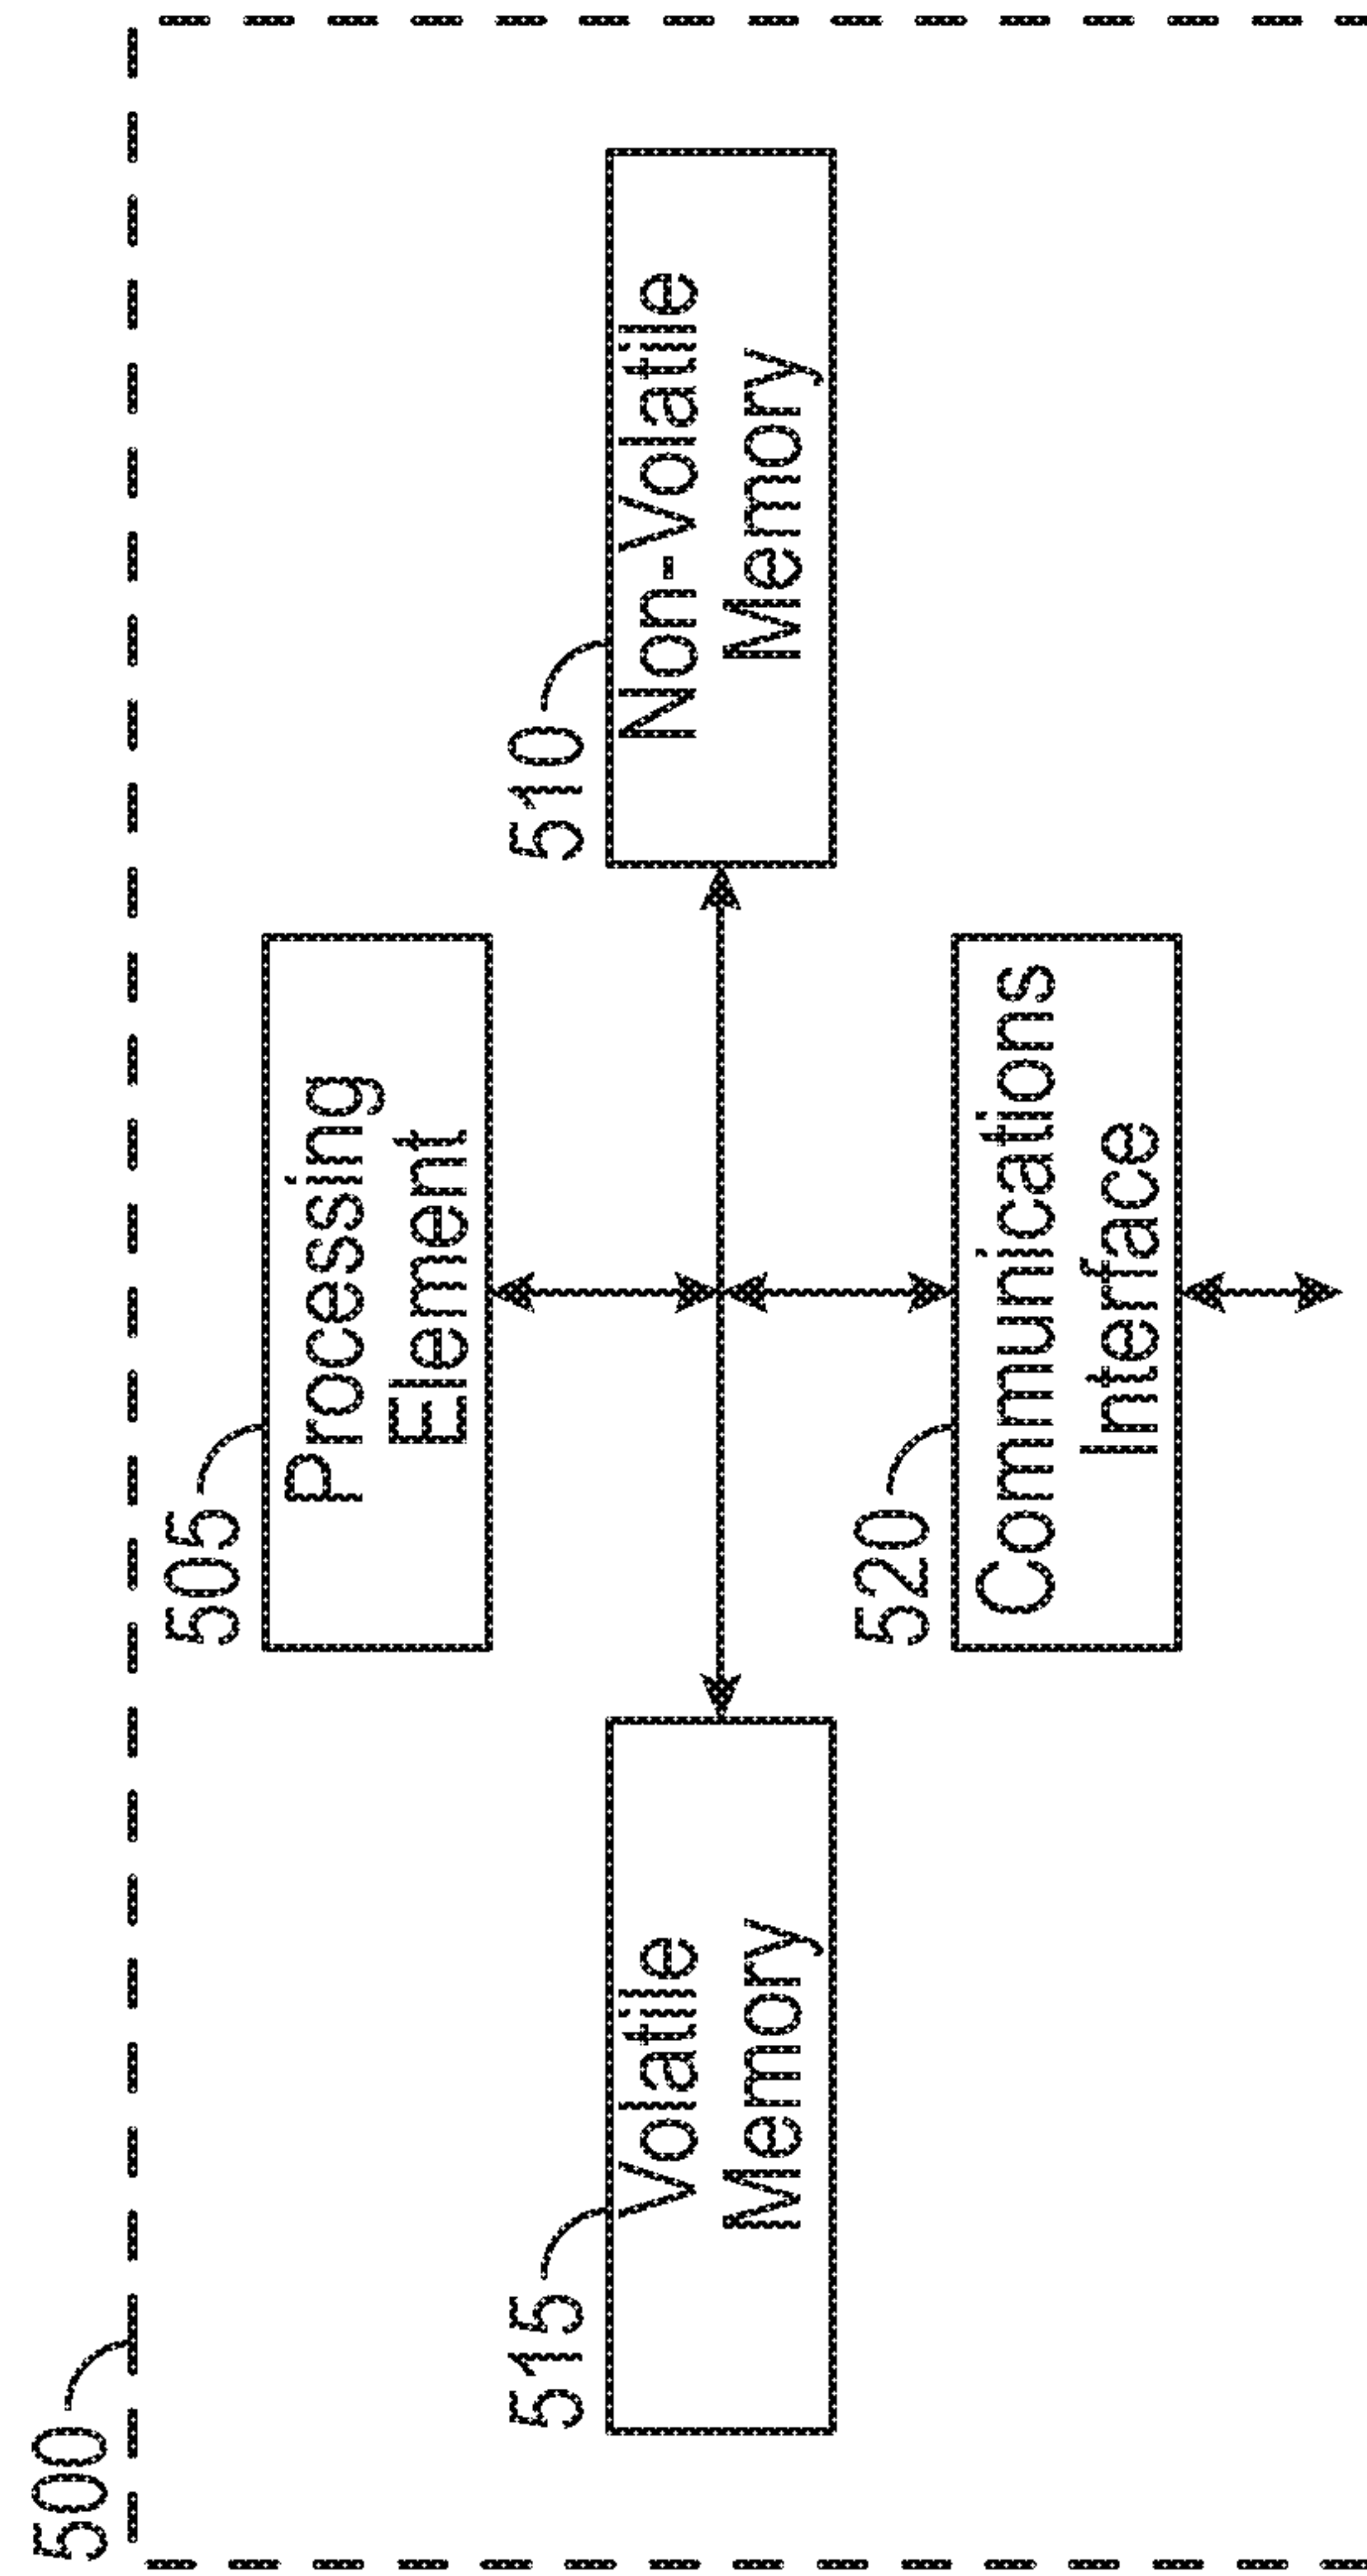 500
505
Processing
Element
515
Volatile
Memory
510
Non-Volatile
Memory
520
Communications
Interface